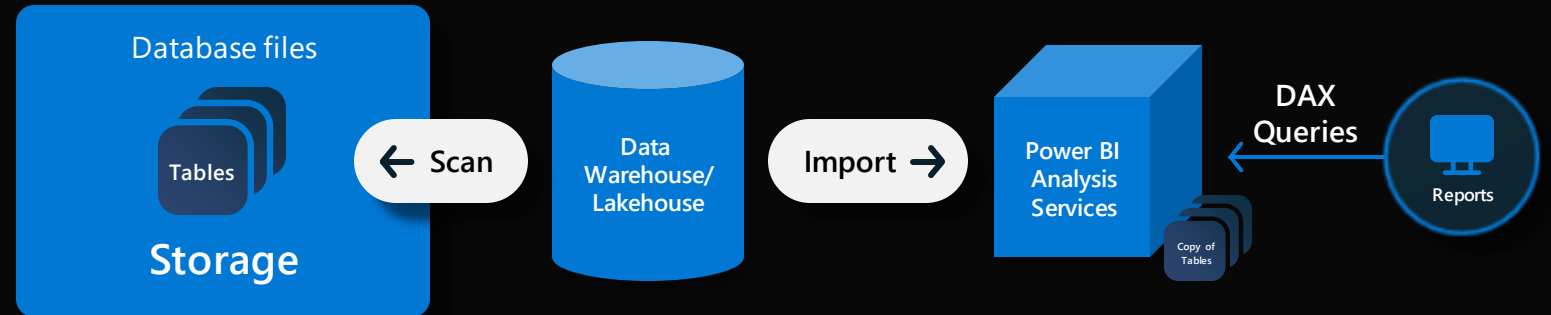 Database files
Tables
Storage
Scan
Data
Warehouse/
Lakehouse
Import
Power BI
Analysis
Services
Copy of
Tables
DAX
Queries
Reports